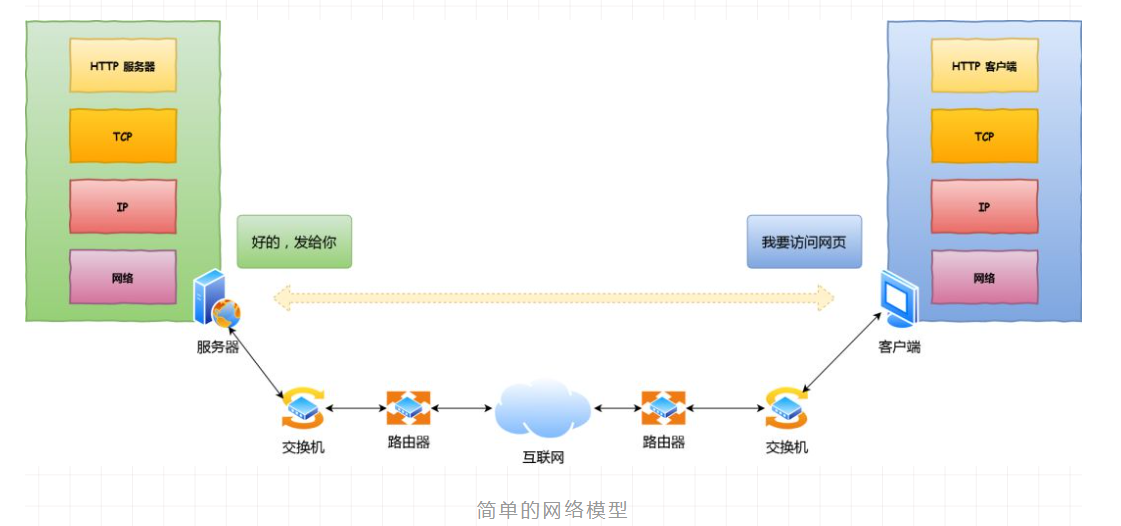 HTTP 服务器
TCP
IP
网络
好的，发给你
服务器
HTTP 客户端
TCP
IP
网络
我要访问网页
客户端
交换机
路由器
互联网
路由器
交换机
简单的网络模型